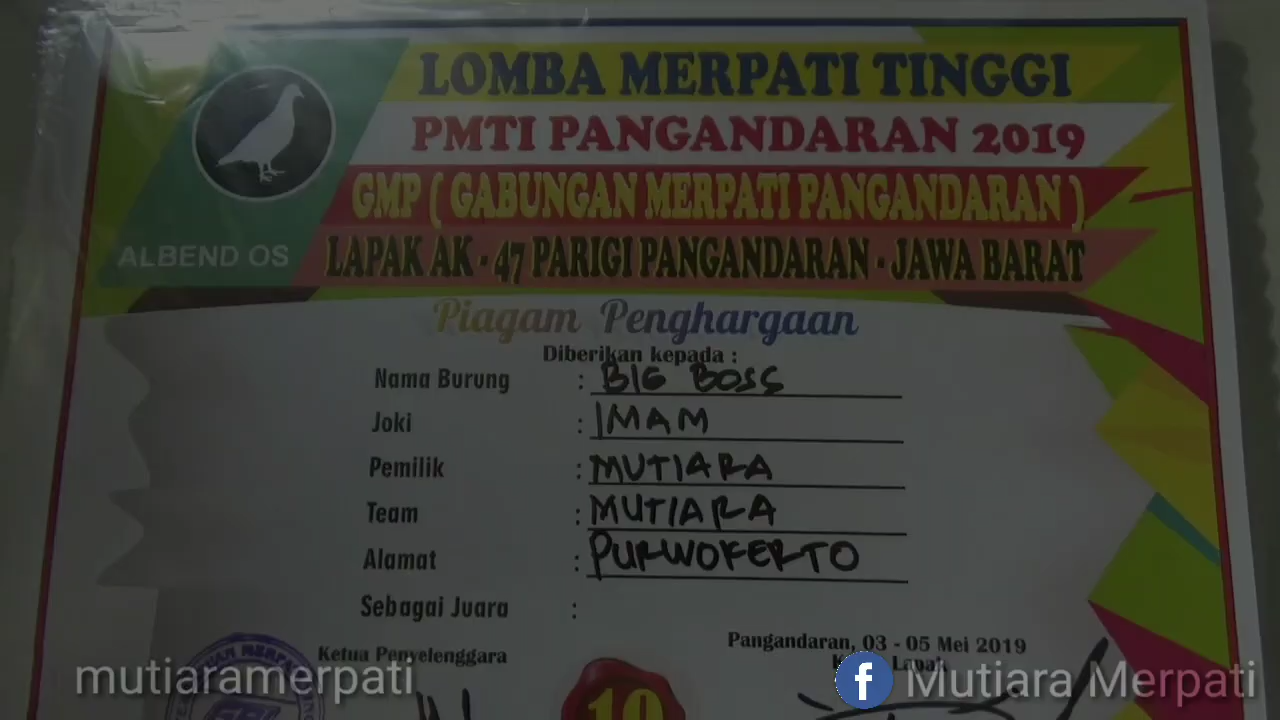 LOMBA MERPATI TINGGI
PMTI PANGANDARAN 2019
GMP ( GABUNGAN MERPATI PANGANDARAN )
LAPAK AK - 47 PARIGI PANGANDARAN - JAWA BARAT
ALBEND OS
Piagam Penghargaan
Diberikan kepada :
Nama Burung : BIG BOSS
Joki : IMAM
Pemilik : MUTIARA
Team : MUTIARA
Alamat : PURWOKERTO
Sebagai Juara :
Pangandaran, 03 - 05 Mei 2019
Ketua Penyelenggara
Lapak
10
mutiaramerpati
f Mutiara Merpati